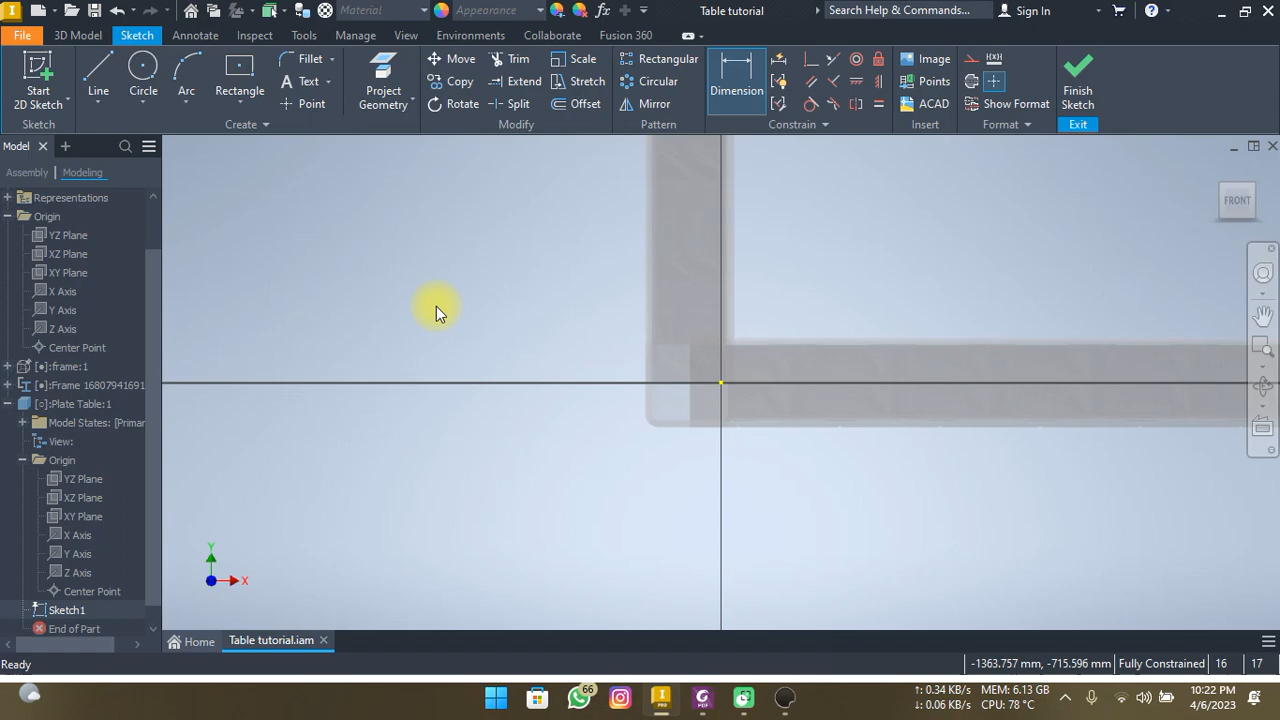 Material
Appearance
Table tutorial
Search Help & Commands...
Sign In
File
3D Model
Sketch
Annotate
Inspect
Tools
Manage
View
Environments
Collaborate
Fusion 360
Start
2D Sketch
Line
Circle
Arc
Rectangle
Fillet
Text
Point
Project
Geometry
Move
Copy
Rotate
Trim
Extend
Split
Scale
Stretch
Offset
Rectangular
Circular
Mirror
Dimension
Image
Points
ACAD
Show Format
Finish
Sketch
Sketch
Create
Modify
Pattern
Constrain
Insert
Format
Exit
Model
Assembly
Modeling
Representations
Origin
YZ Plane
XZ Plane
XY Plane
X Axis
Y Axis
Z Axis
Center Point
frame:1
Frame 16807941691
Plate Table:1
Model States: [Primar
View:
Origin
YZ Plane
XZ Plane
XY Plane
X Axis
Y Axis
Z Axis
Center Point
Sketch1
End of Part
FRONT
Y
X
Home
Table tutorial.iam
Ready
-1363.757 mm, -715.596 mm
Fully Constrained
16
17
66
PRO
PDF
↑: 0.34 KB/s
↓: 0.06 KB/s
MEM: 6.13 GB
CPU: 78 °C
10:22 PM
4/6/2023